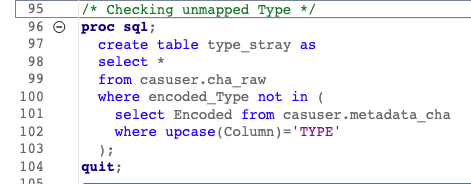 95 /* Checking unmapped Type */
96 proc sql;
97 create table type_stray as
98 select *
99 from casuser.cha_raw
100 where encoded_Type not in (
101 select Encoded from casuser.metadata_cha
102 where upcase(Column)='TYPE'
103 );
104 quit;
105